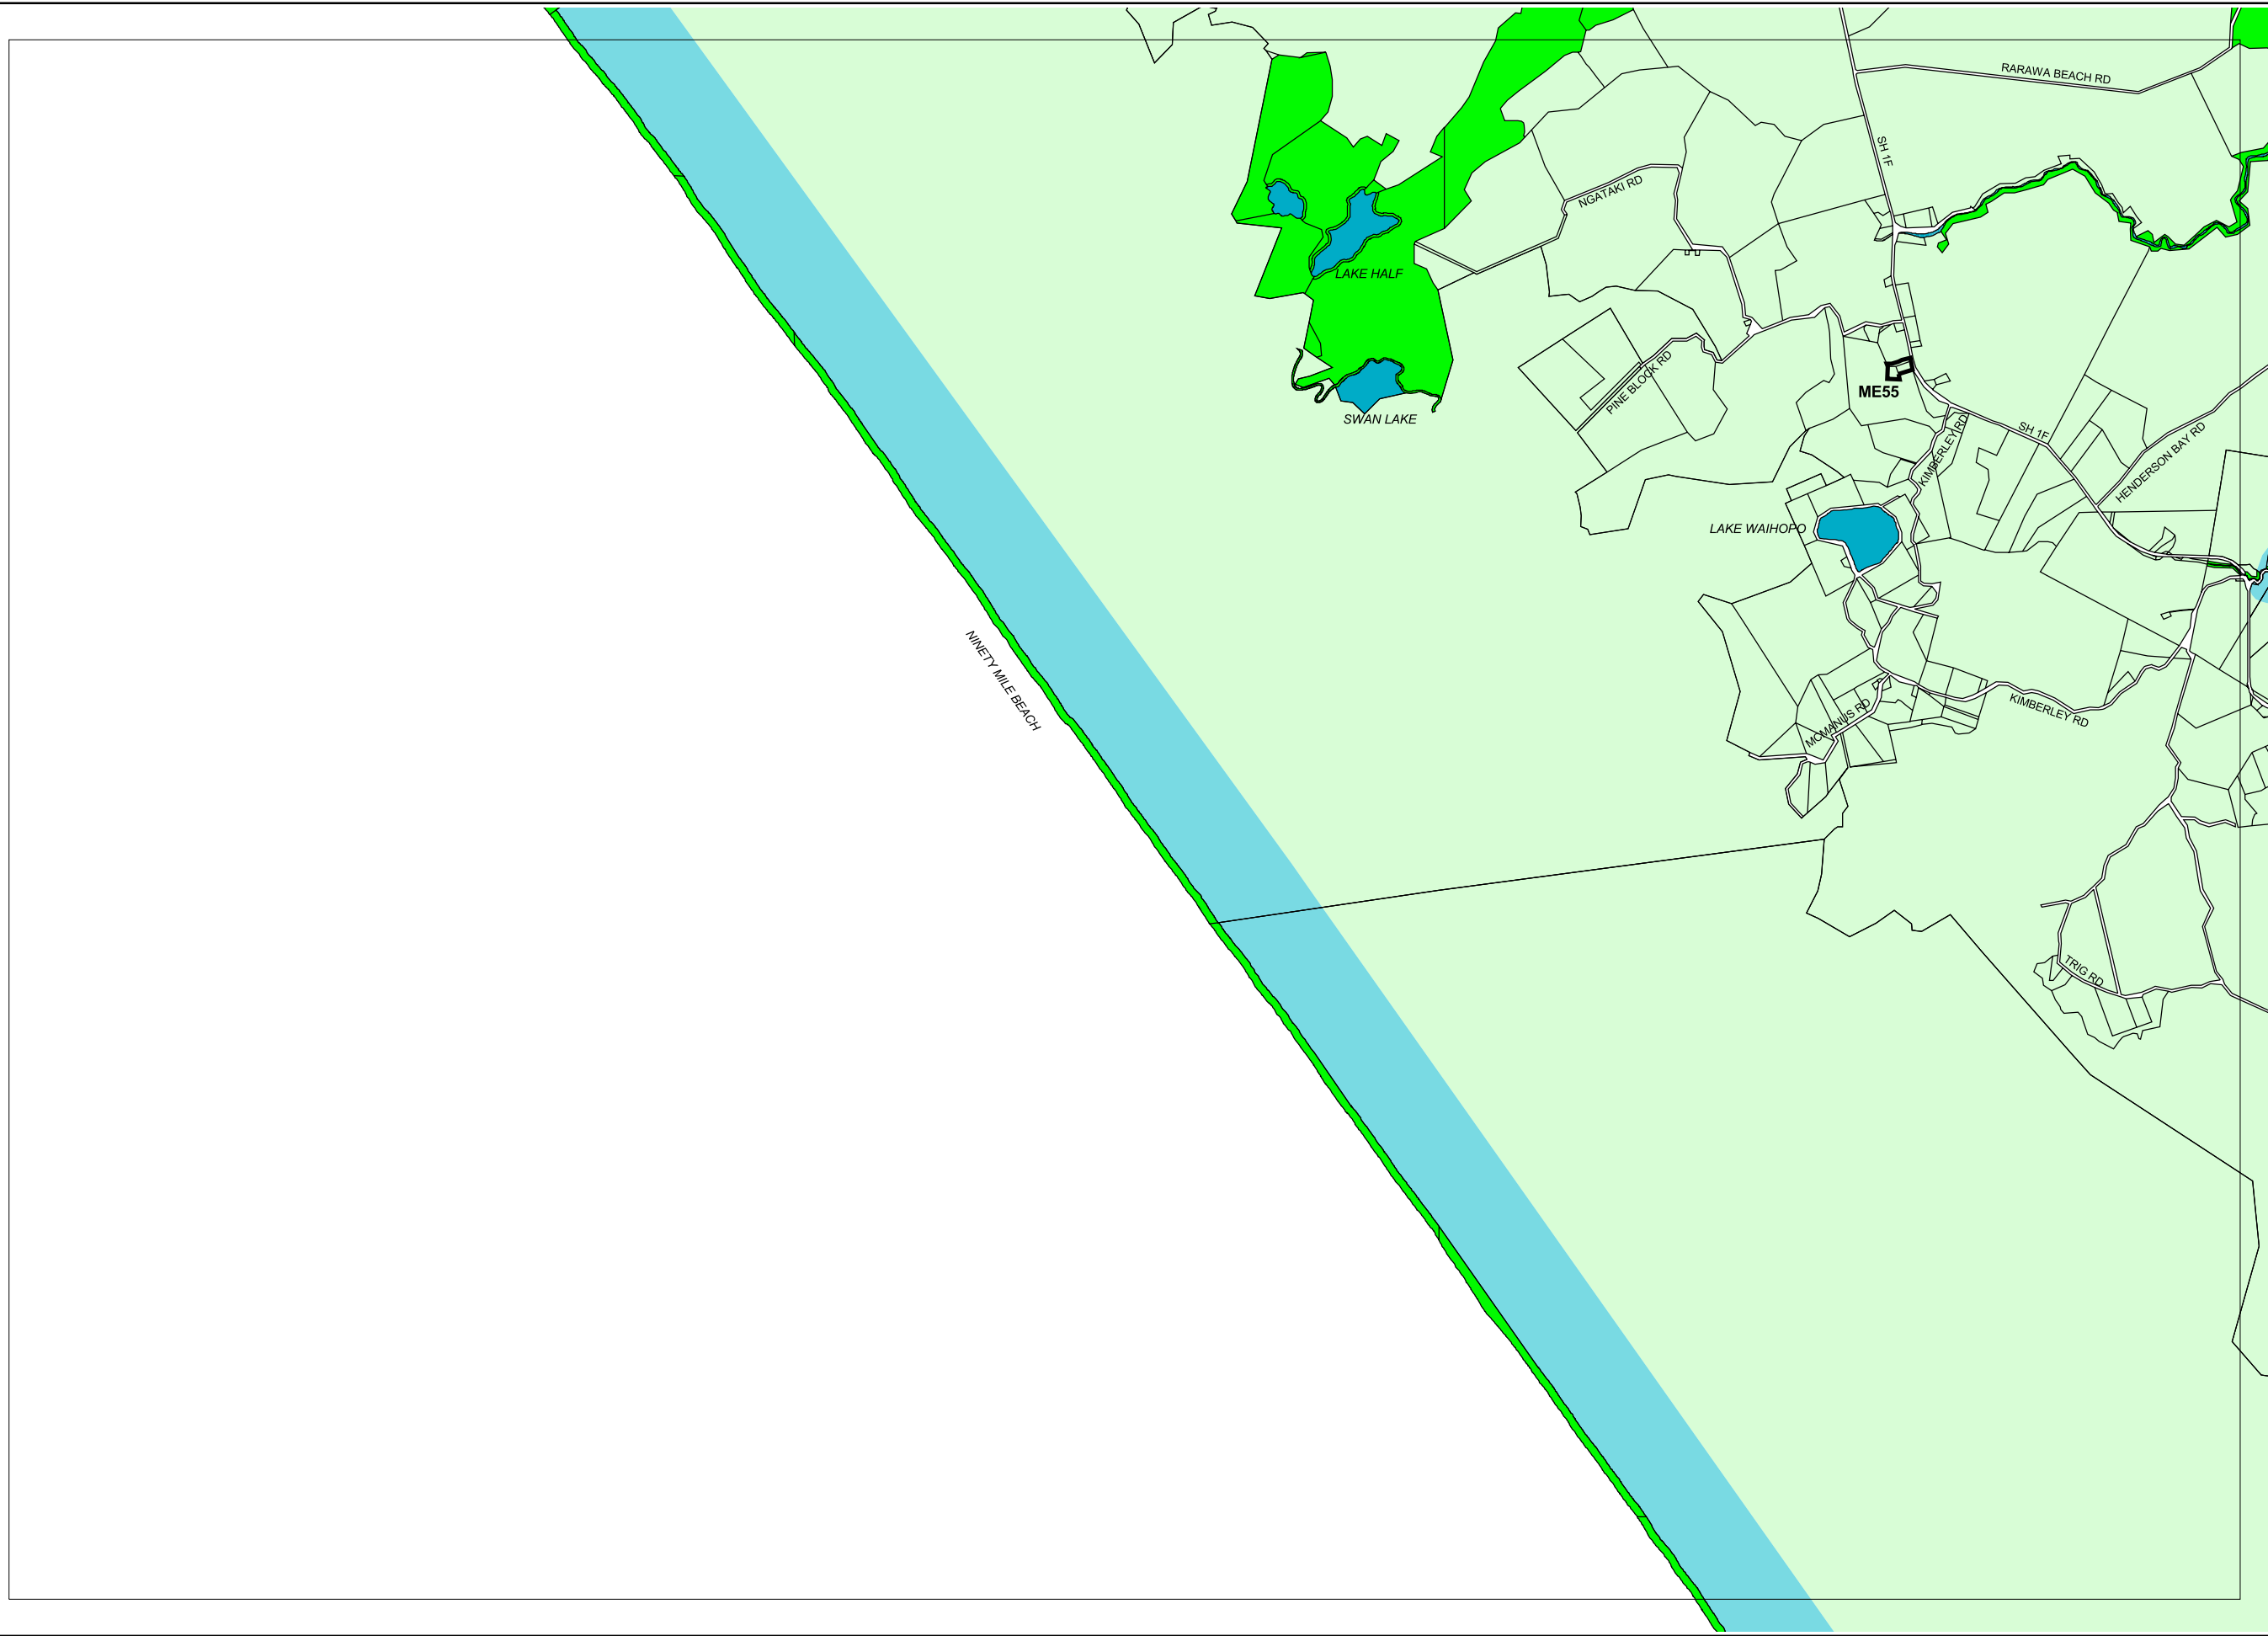 RARAWA BEACH RD
SH 1F
NGATAKI RD
LAKE HALF
PINE BLOCK RD
ME55
SWAN LAKE
SH 1F
KIMBERLEY RD
HENDERSON BAY RD
LAKE WAIHOPO
NINETY MILE BEACH
KIMBERLEY RD
MCMANUS RD
TRIG RD